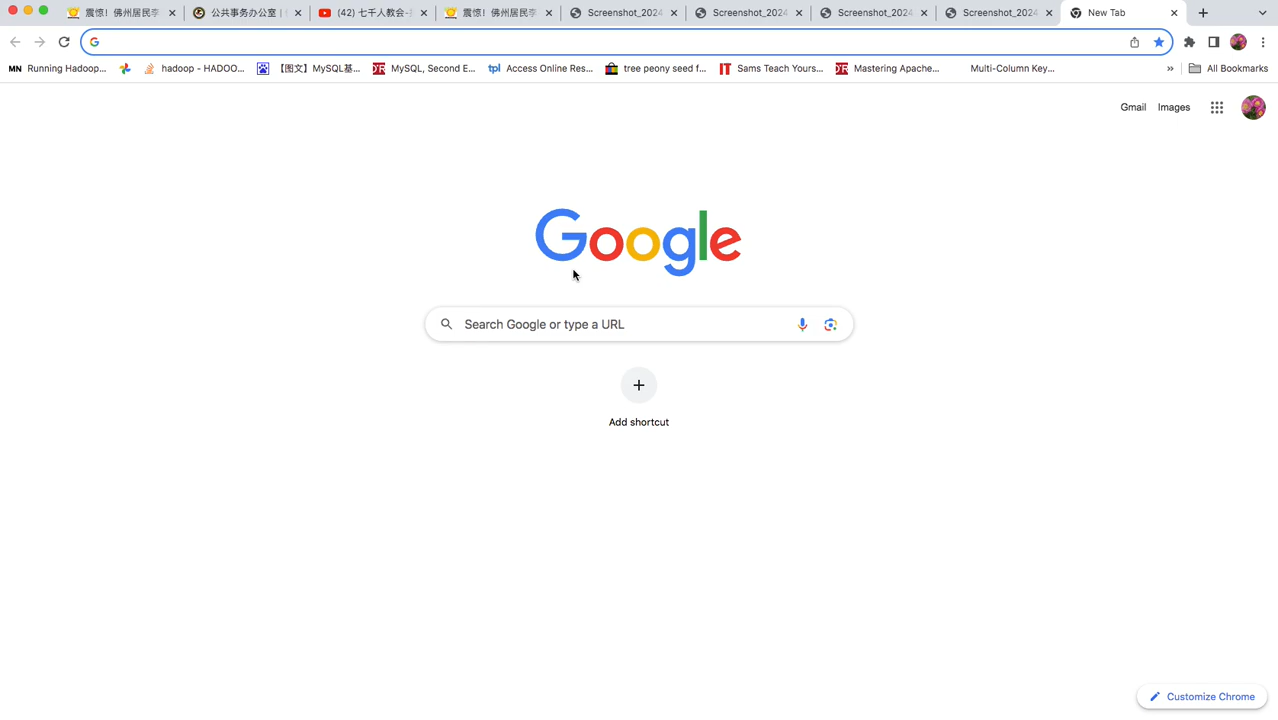 震惊！佛州居民李
公共事务办公室 |
(42) 七千人教会-
震惊！佛州居民李
Screenshot_2024
Screenshot_2024
Screenshot_2024
Screenshot_2024
New Tab
Running Hadoop...
hadoop - HADOO...
【图文】MySQL基...
MySQL, Second E...
Access Online Res...
tree peony seed f...
Sams Teach Yours...
Mastering Apache...
Multi-Column Key...
All Bookmarks
Gmail
Images
Google
Search Google or type a URL
Add shortcut
Customize Chrome